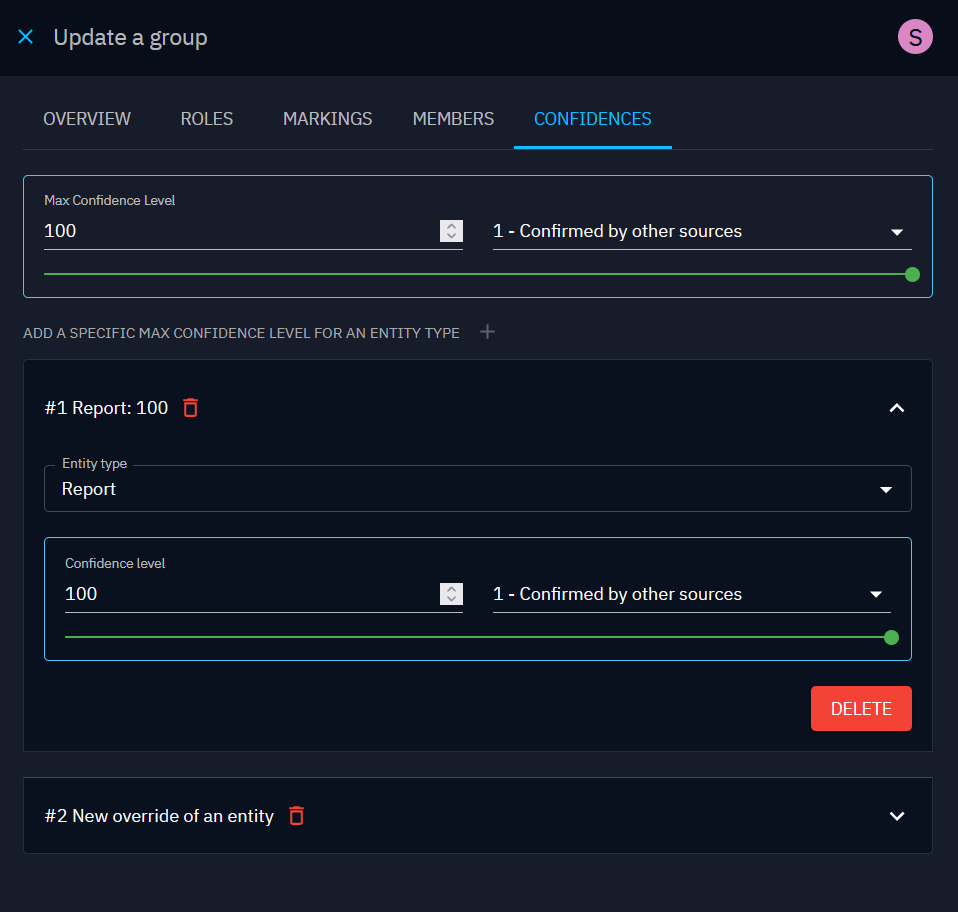 Update a group
S
OVERVIEW ROLES MARKINGS MEMBERS CONFIDENCES
Max Confidence Level
100 1 - Confirmed by other sources
ADD A SPECIFIC MAX CONFIDENCE LEVEL FOR AN ENTITY TYPE
#1 Report: 100
Entity type
Report
Confidence level
100 1 - Confirmed by other sources
DELETE
#2 New override of an entity